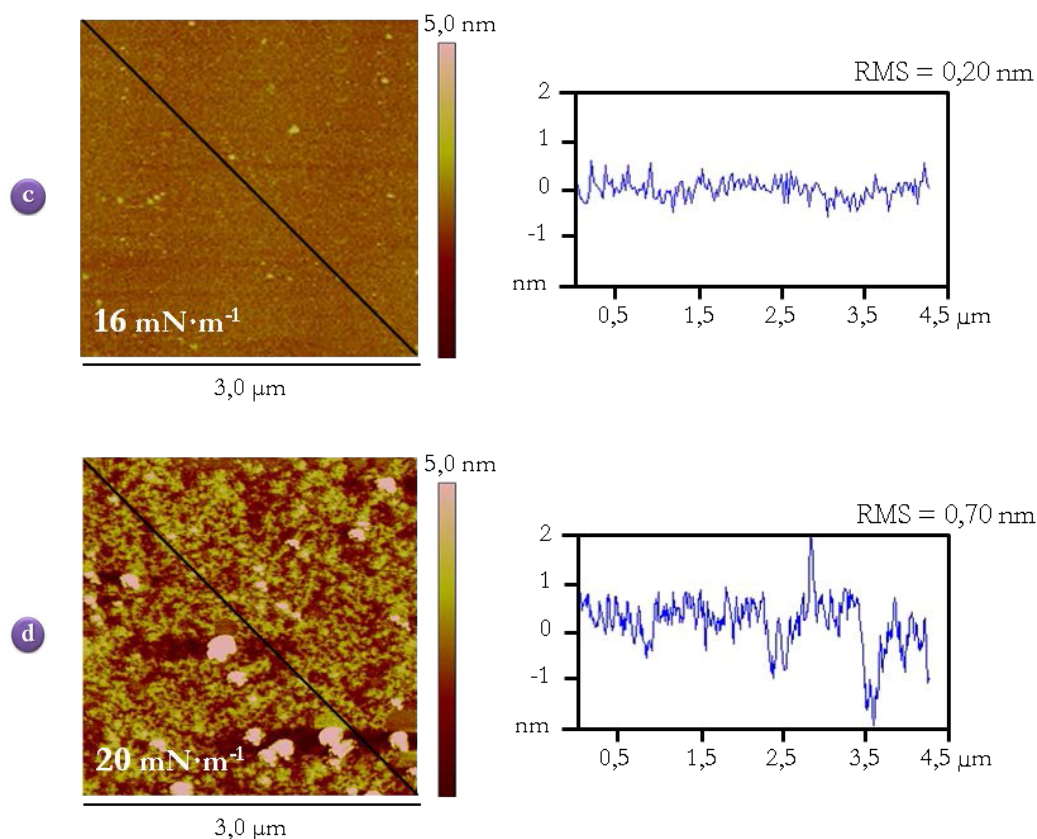 5,0 nm
RMS = 0,20 nm
2
1
0
-1
nm
0,5 1,5 2,5 3,5 4,5 µm
c
16 mN·m⁻¹
3,0 µm
5,0 nm
RMS = 0,70 nm
2
1
0
-1
nm
0,5 1,5 2,5 3,5 4,5 µm
d
20 mN·m⁻¹
3,0 µm